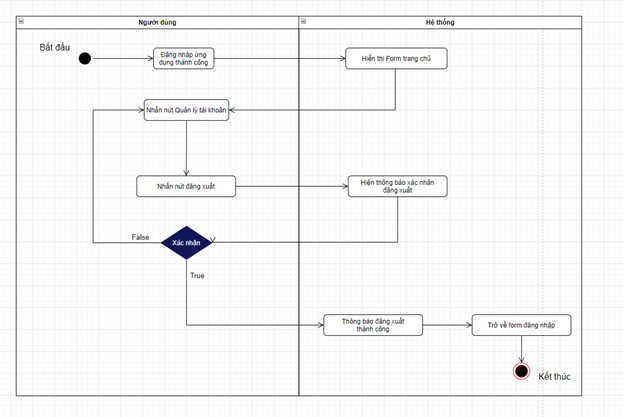 Người dùng
Hệ thống
Bắt đầu
Đăng nhập ứng
dụng thành công
Hiển thị Form trang chủ
Nhấn nút Quản lý tài khoản
Nhấn nút đăng xuất
Hiện thông báo xác nhận
đăng xuất
False
Xác nhận
True
Thông báo đăng xuất
thành công
Trở về form đăng nhập
Kết thúc